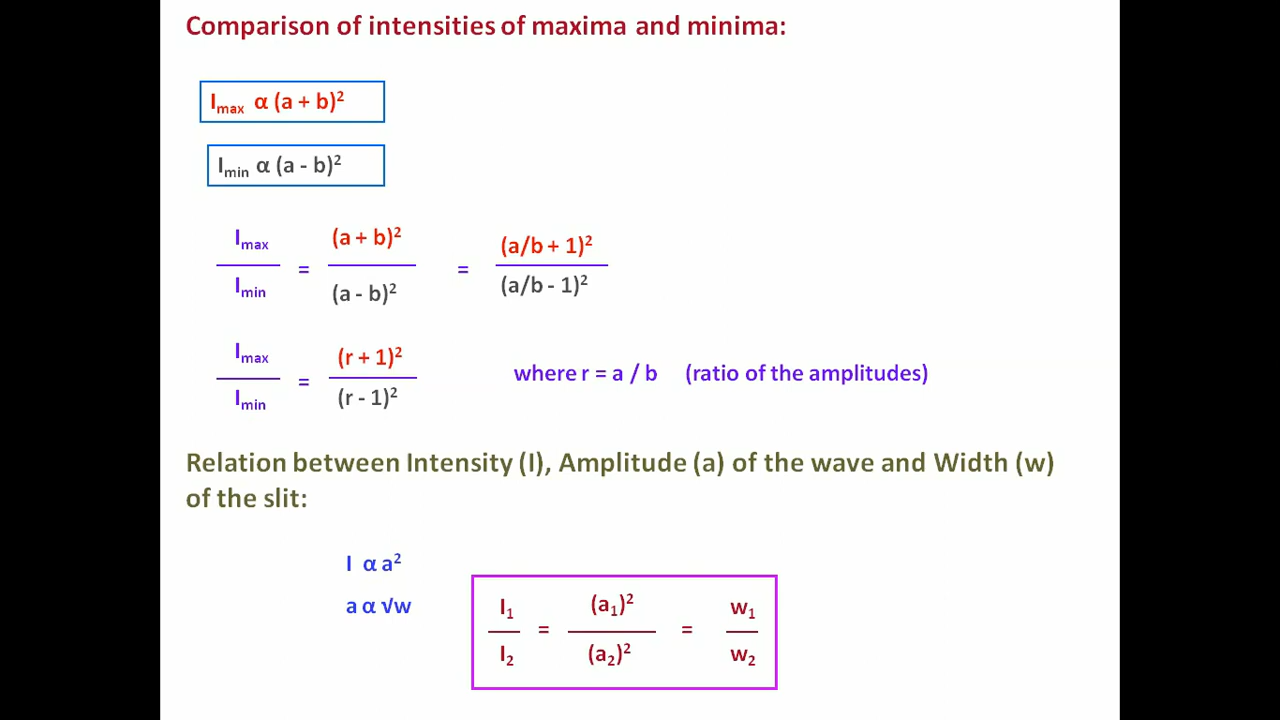 Comparison of intensities of maxima and minima:
Imax α (a + b)²
Imin α (a - b)²
Imax (a + b)² (a/b + 1)²
= =
Imin (a - b)² (a/b - 1)²
Imax (r + 1)²
= where r = a / b (ratio of the amplitudes)
Imin (r - 1)²
Relation between Intensity (I), Amplitude (a) of the wave and Width (w)
of the slit:
I α a²
a α √w
I₁ (a₁)² w₁
= =
I₂ (a₂)² w₂